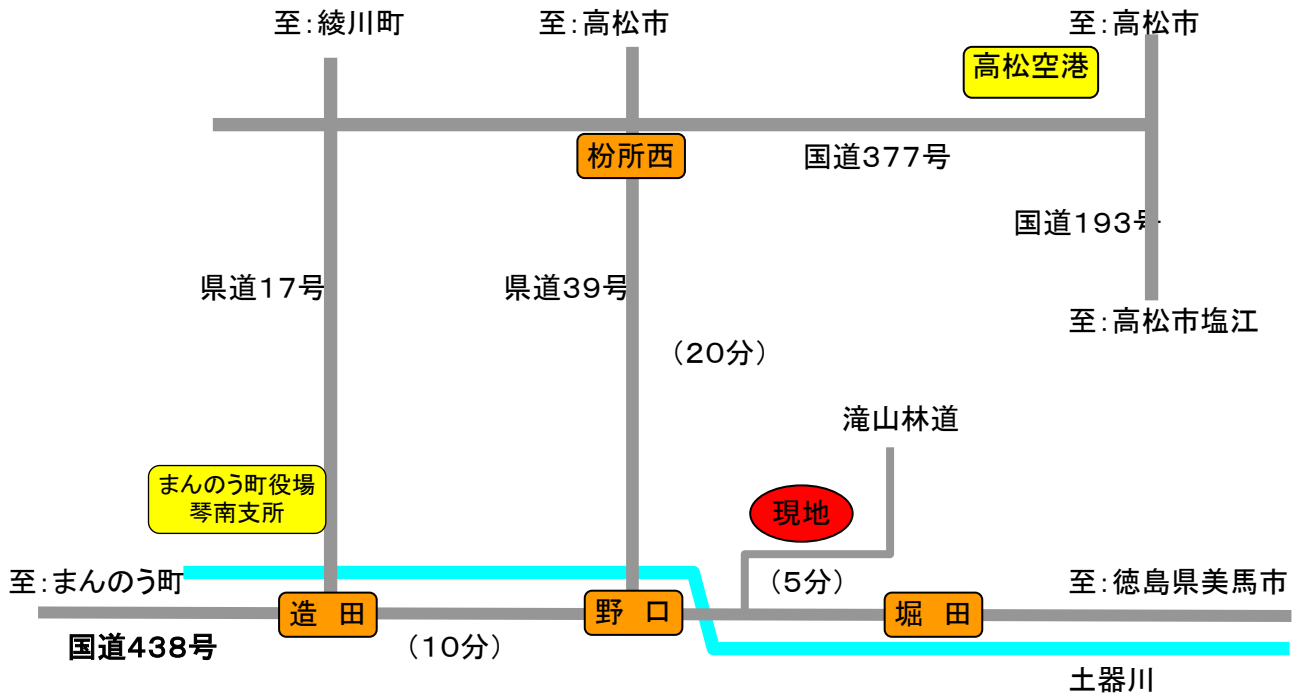 至:綾川町
至:高松市
至:高松市
高松空港
枌所西
国道377号
国道193号
県道17号
県道39号
至:高松市塩江
(20分)
滝山林道
まんのう町役場
琴南支所
現地
至:まんのう町
(5分)
至:徳島県美馬市
造 田
野 口
堀 田
国道438号
(10分)
土器川